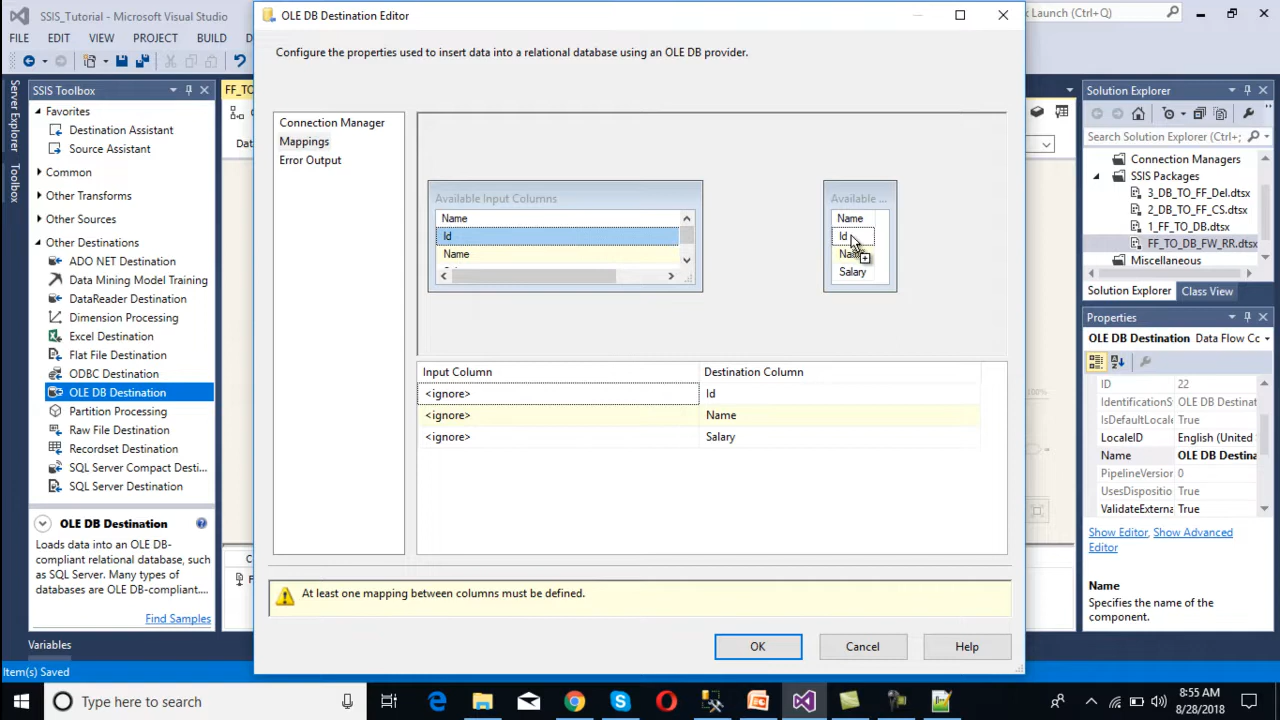 SSIS_Tutorial - Microsoft Visual Studio
Launch (Ctrl+Q)
FILE EDIT VIEW PROJECT BUILD
OLE DB Destination Editor
Configure the properties used to insert data into a relational database using an OLE DB provider.
Server Explorer
Toolbox
SSIS Toolbox
Favorites
Destination Assistant
Source Assistant
Common
Other Transforms
Other Sources
Other Destinations
ADO NET Destination
Data Mining Model Training
DataReader Destination
Dimension Processing
Excel Destination
Flat File Destination
ODBC Destination
OLE DB Destination
Partition Processing
Raw File Destination
Recordset Destination
SQL Server Compact Desti...
SQL Server Destination
OLE DB Destination
Loads data into an OLE DB-
compliant relational database, such
as SQL Server. Many types of
databases are OLE DB-compliant....
Find Samples
Variables
Item(s) Saved
FF_TO
Dat
Connection Manager
Mappings
Error Output
Available Input Columns
Name
Id
Name
Available ...
Name
Id
Salary
Input Column Destination Column
<ignore> Id
<ignore> Name
<ignore> Salary
At least one mapping between columns must be defined.
OK Cancel Help
Solution Explorer
Search Solution Explorer (Ctrl+;)
Connection Managers
SSIS Packages
3_DB_TO_FF_Del.dtsx
2_DB_TO_FF_CS.dtsx
1_FF_TO_DB.dtsx
FF_TO_DB_FW_RR.dtsx
Miscellaneous
Solution Explorer Class View
Properties
OLE DB Destination Data Flow Cc
ID 22
IdentificationS OLE DB Destinat
IsDefaultLocale True
LocaleID English (United
Name OLE DB Destina
PipelineVersion 0
UsesDisposition True
ValidateExterna True
Show Editor, Show Advanced
Editor
Name
Specifies the name of the
component.
Type here to search
8:55 AM
8/28/2018